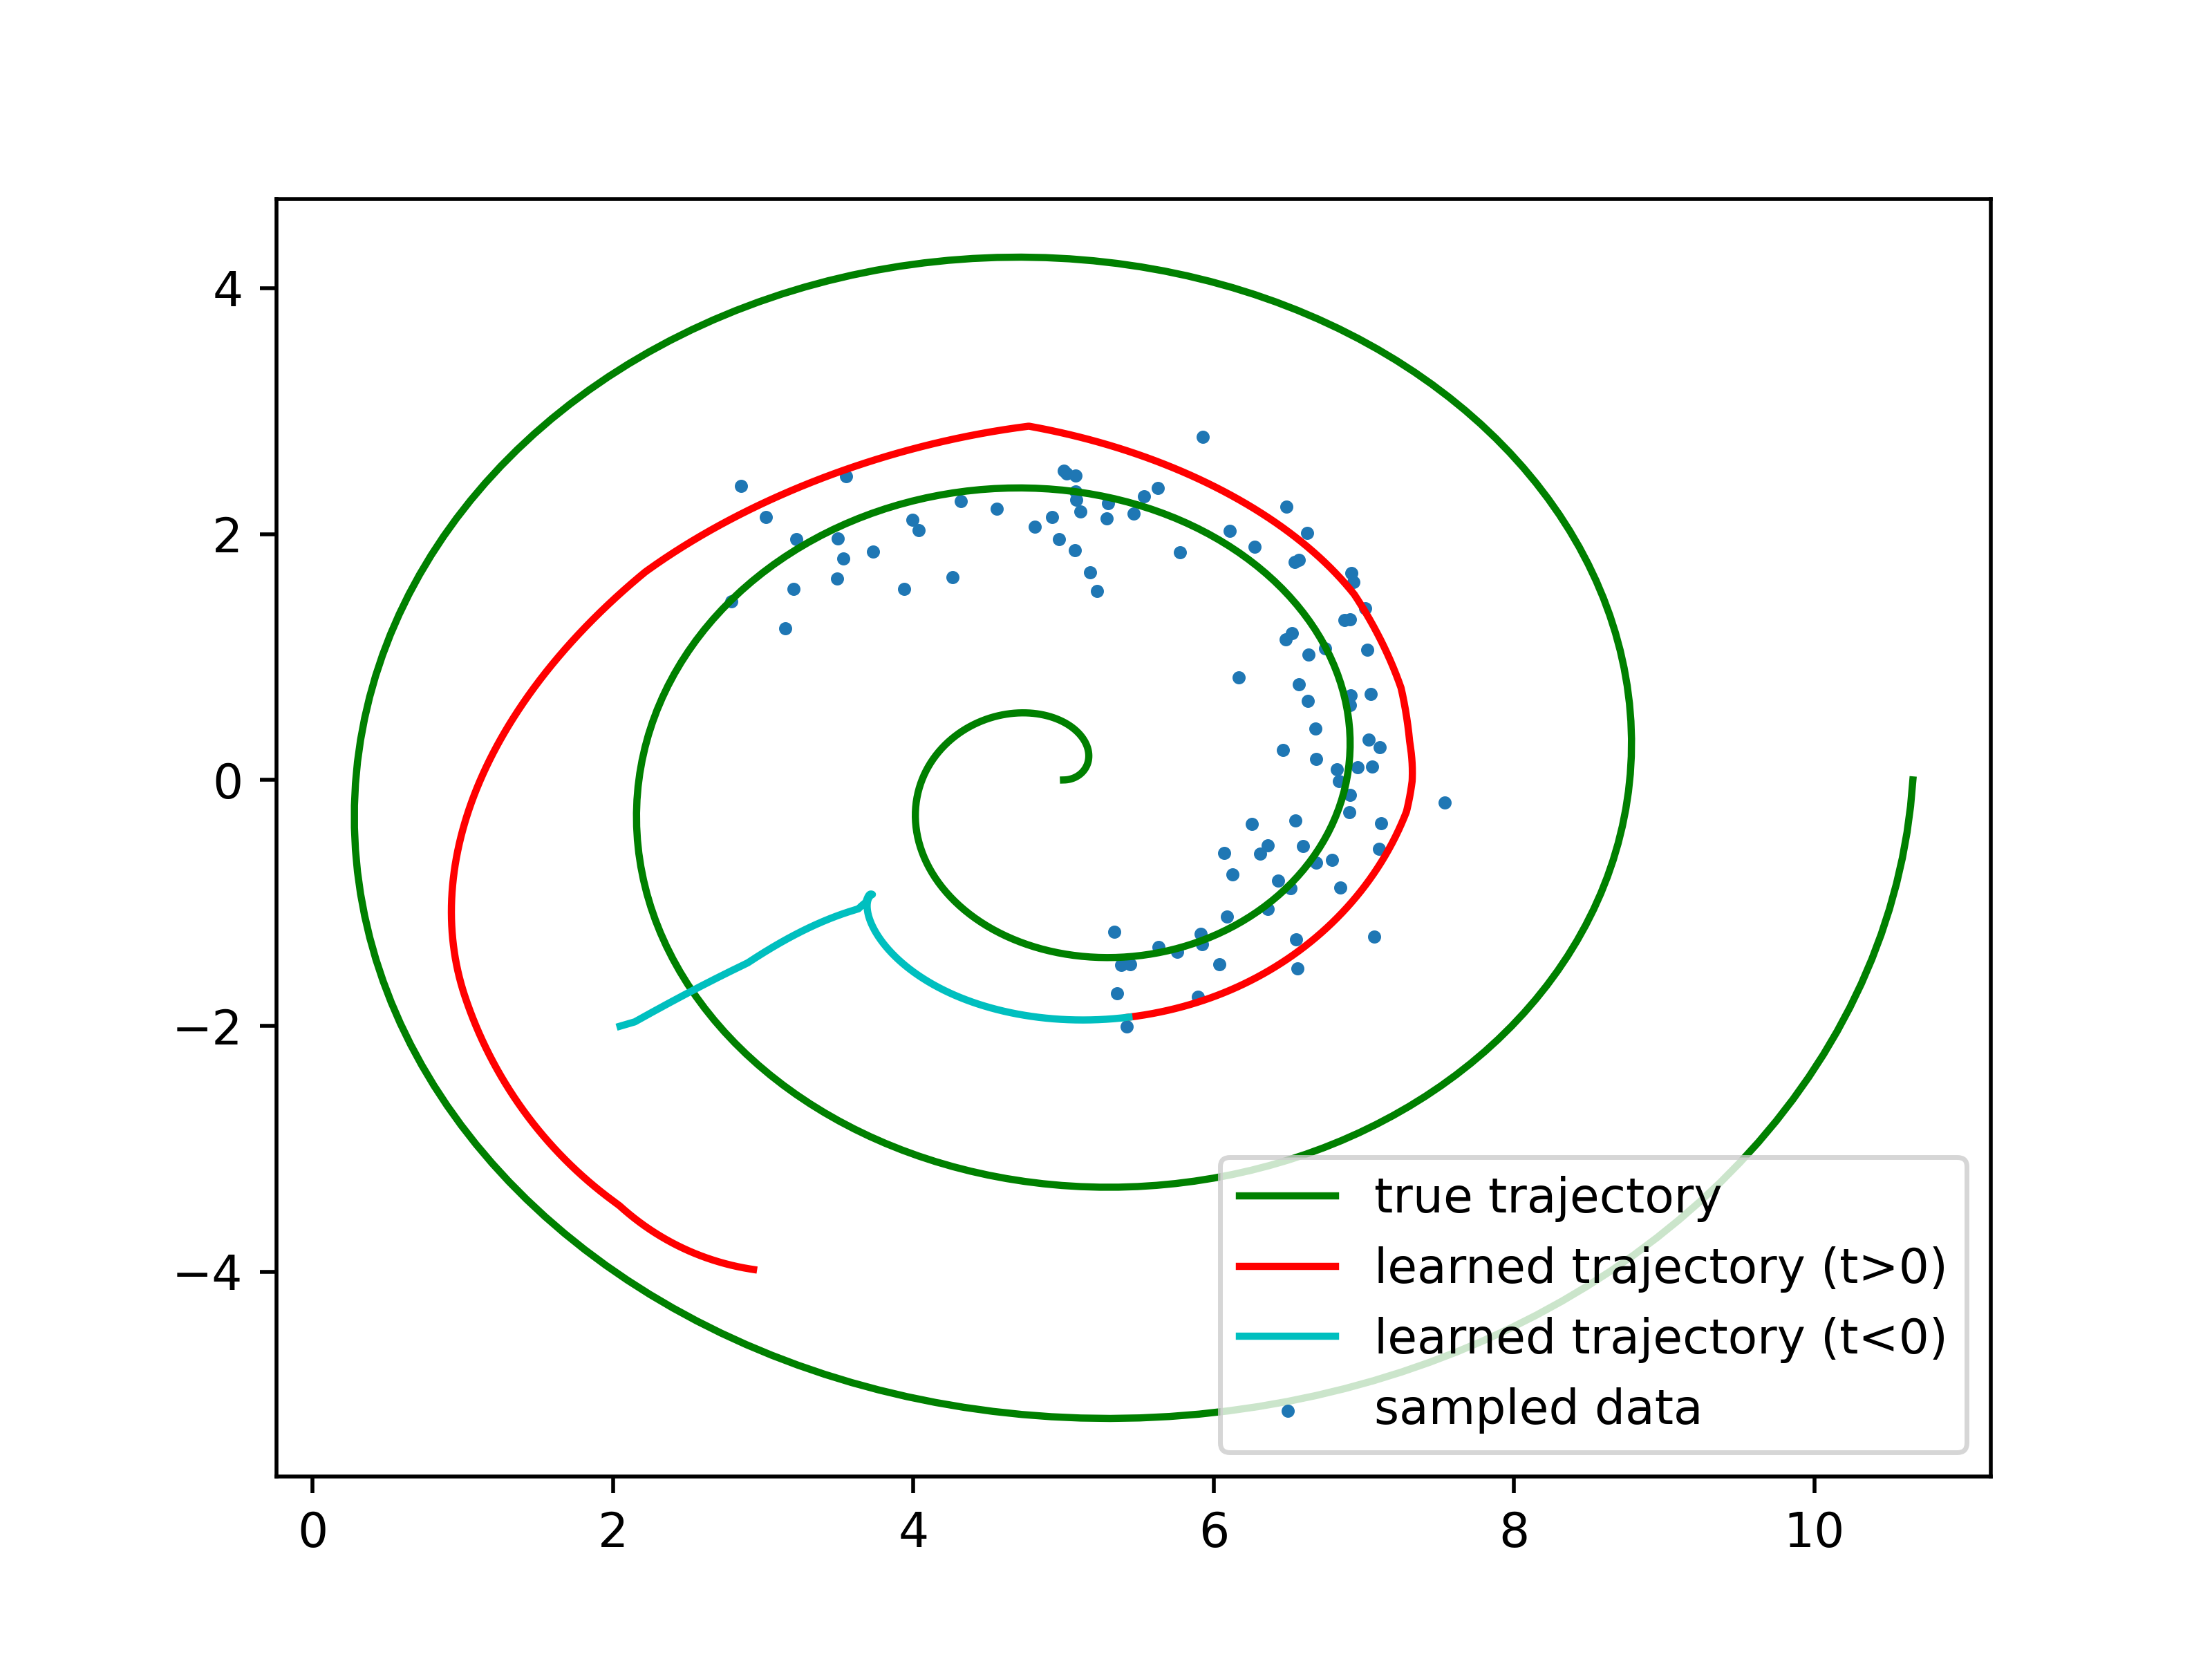 4
2
0
−2
−4
0 2 4 6 8 10
true trajectory
learned trajectory (t>0)
learned trajectory (t<0)
sampled data